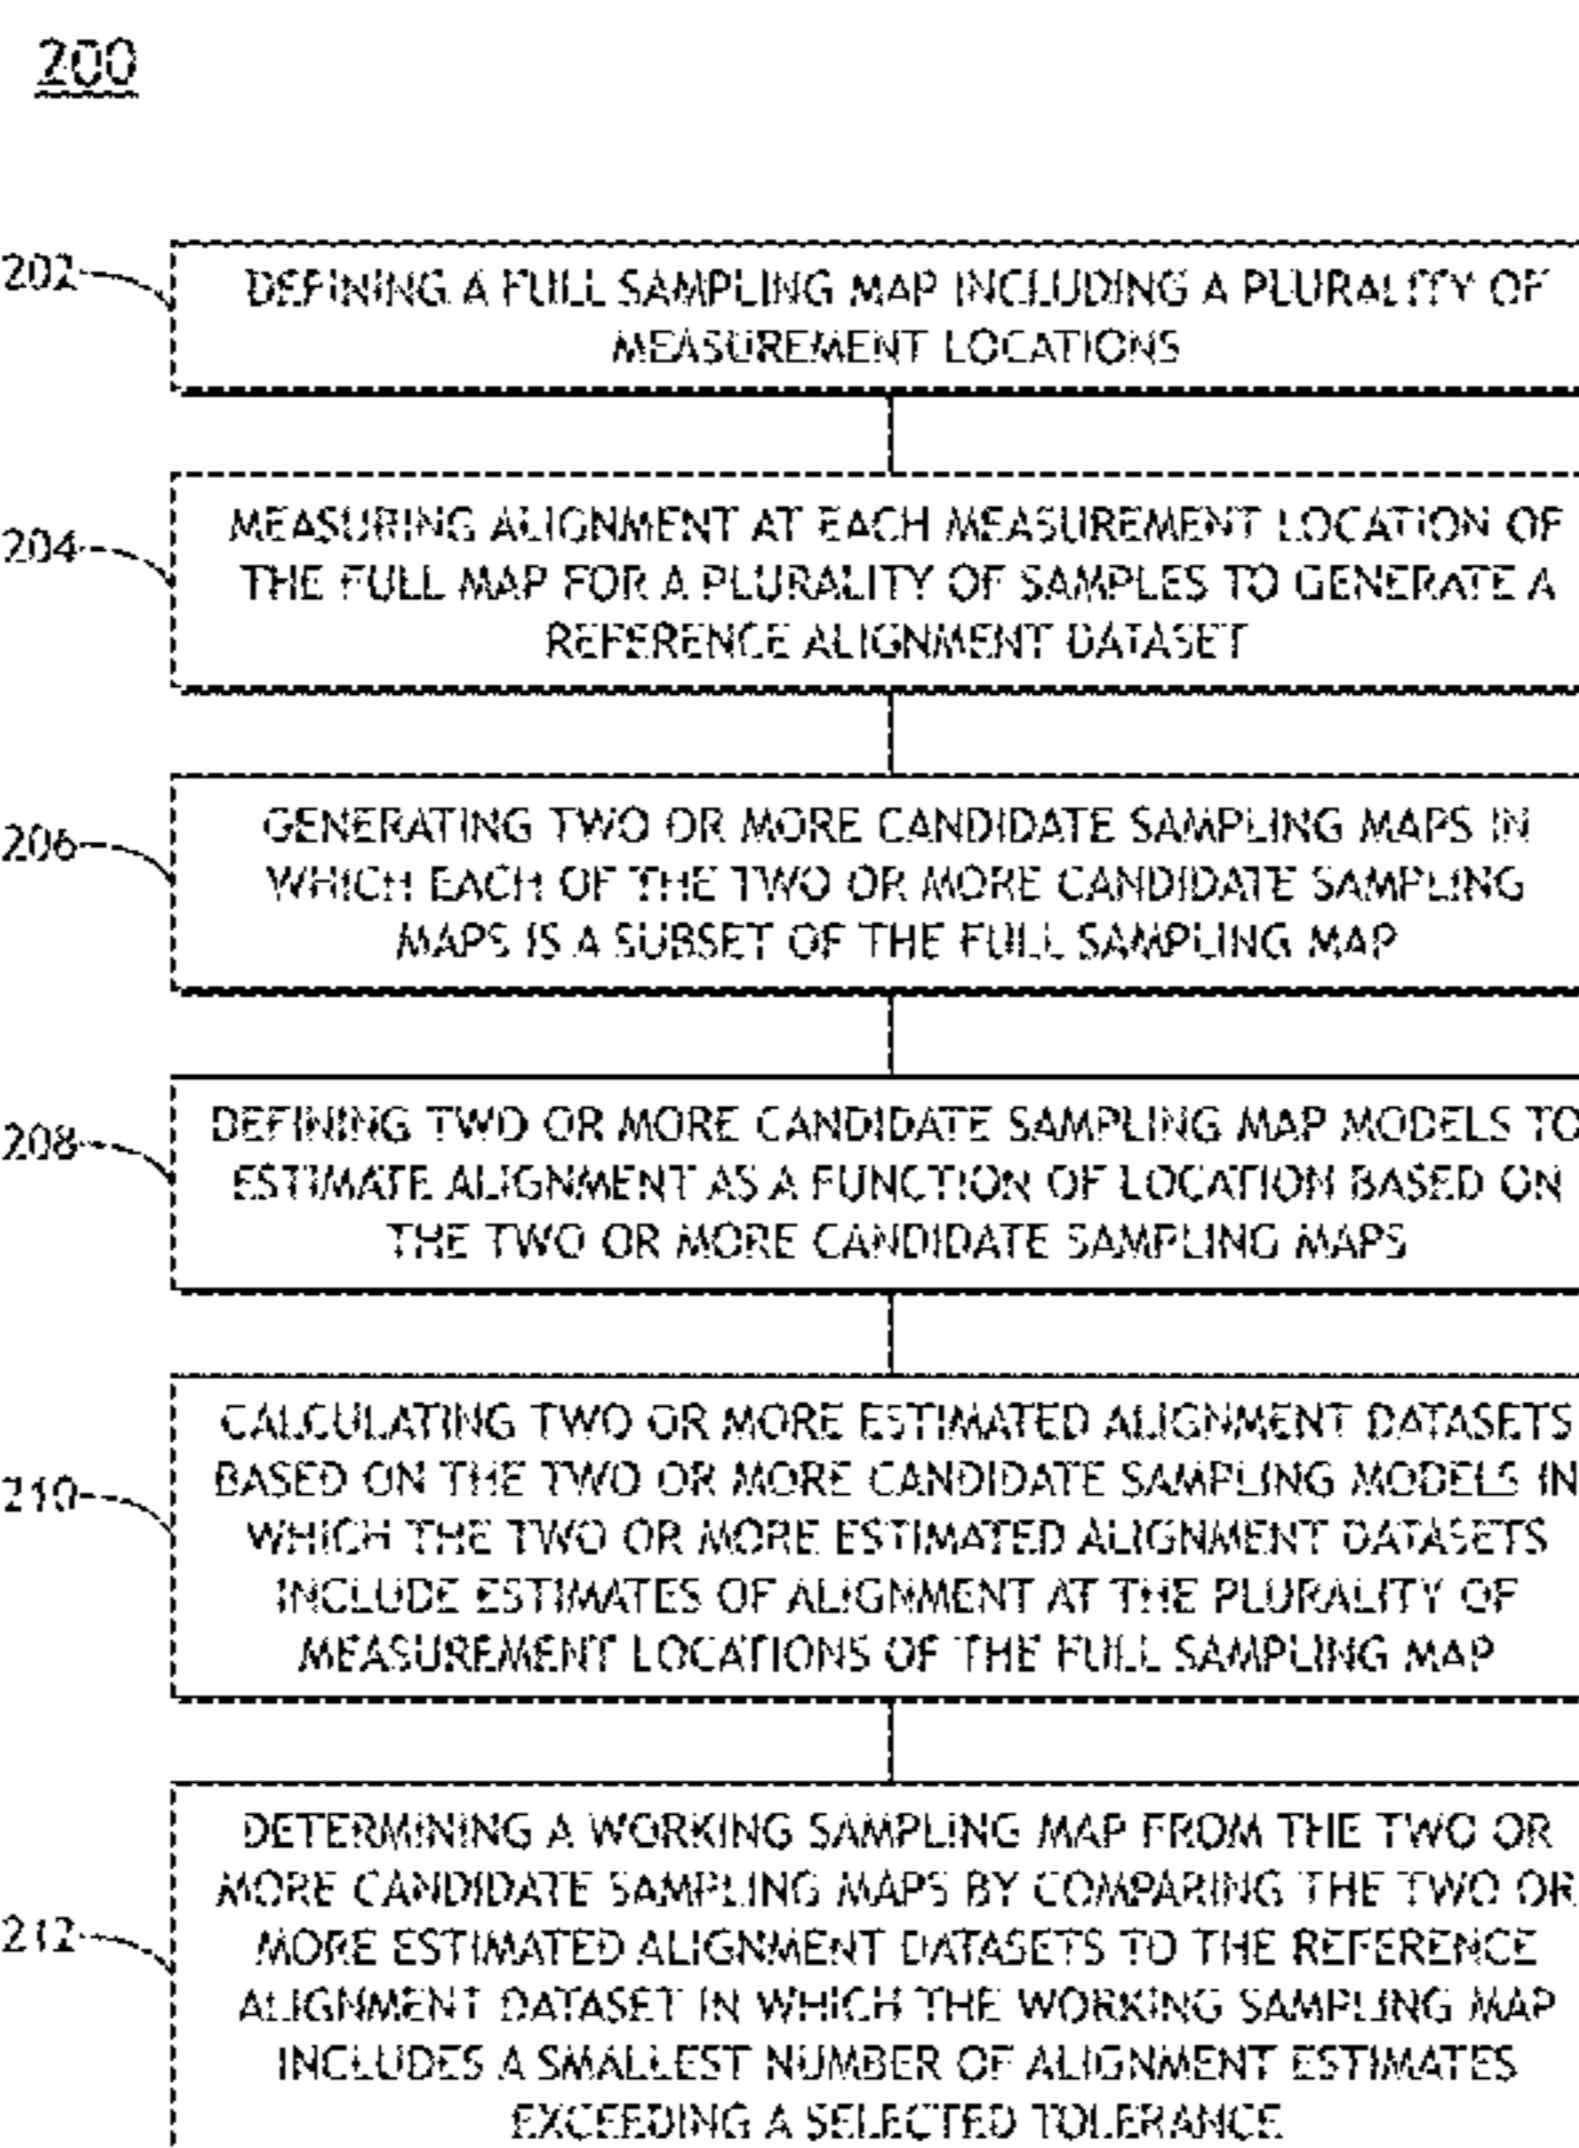 200
202
DEFINING A FULL SAMPLING MAP INCLUDING A PLURALITY OF
MEASUREMENT LOCATIONS
204
MEASURING ALIGNMENT AT EACH MEASUREMENT LOCATION OF
THE FULL MAP FOR A PLURALITY OF SAMPLES TO GENERATE A
REFERENCE ALIGNMENT DATASET
206
GENERATING TWO OR MORE CANDIDATE SAMPLING MAPS IN
WHICH EACH OF THE TWO OR MORE CANDIDATE SAMPLING
MAPS IS A SUBSET OF THE FULL SAMPLING MAP
208
DEFINING TWO OR MORE CANDIDATE SAMPLING MAP MODELS TO
ESTIMATE ALIGNMENT AS A FUNCTION OF LOCATION BASED ON
THE TWO OR MORE CANDIDATE SAMPLING MAPS
210
CALCULATING TWO OR MORE ESTIMATED ALIGNMENT DATASETS
BASED ON THE TWO OR MORE CANDIDATE SAMPLING MODELS IN
WHICH THE TWO OR MORE ESTIMATED ALIGNMENT DATASETS
INCLUDE ESTIMATES OF ALIGNMENT AT THE PLURALITY OF
MEASUREMENT LOCATIONS OF THE FULL SAMPLING MAP
212
DETERMINING A WORKING SAMPLING MAP FROM THE TWO OR
MORE CANDIDATE SAMPLING MAPS BY COMPARING THE TWO OR
MORE ESTIMATED ALIGNMENT DATASETS TO THE REFERENCE
ALIGNMENT DATASET IN WHICH THE WORKING SAMPLING MAP
INCLUDES A SMALLEST NUMBER OF ALIGNMENT ESTIMATES
EXCEEDING A SELECTED TOLERANCE